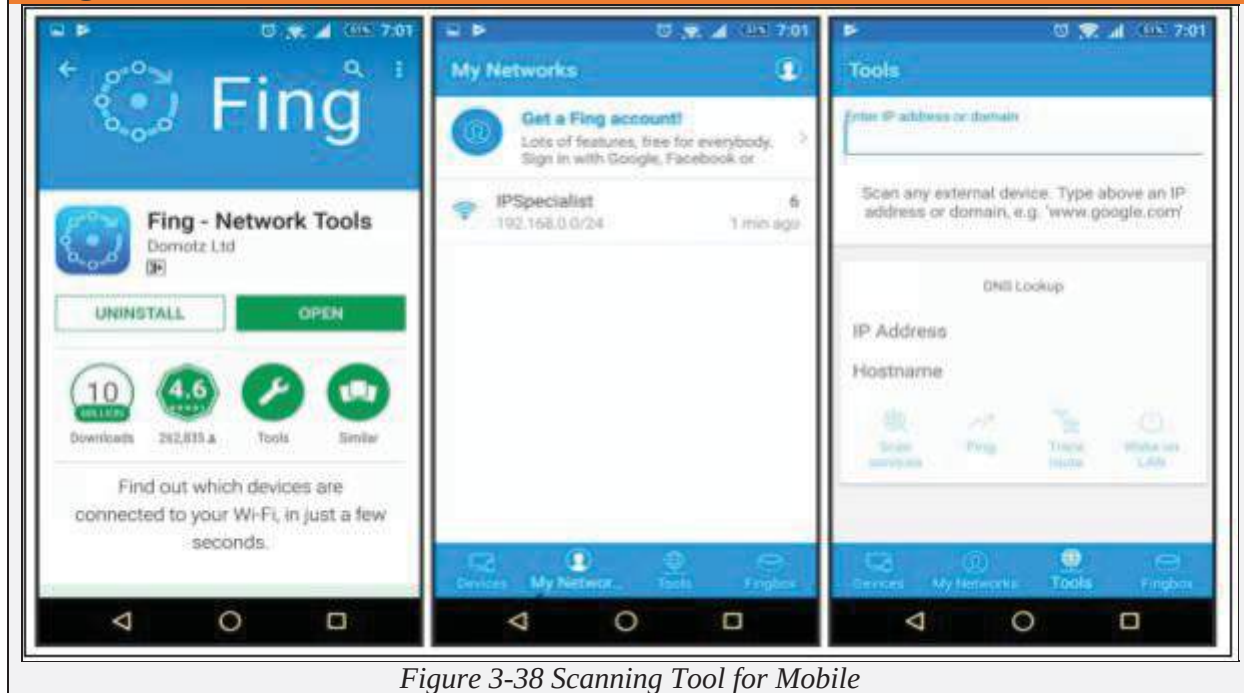 7:01
Fing
Fing - Network Tools
Domotz Ltd
3+
UNINSTALL
OPEN
10
MILLION
4.6
Downloads
262,835
Tools
Similar
Find out which devices are
connected to your Wi-Fi, in just a few
seconds.
7:01
My Networks
Get a Fing account!
Lots of features, free for everybody.
Sign in with Google, Facebook or
IPSpecialist
6
192.168.0.0/24
1 min ago
Devices
My Networ...
Tools
Fingbox
7:01
Tools
Enter IP address or domain
Scan any external device. Type above an IP
address or domain, e.g. 'www.google.com'
DNS Lookup
IP Address
Hostname
Scan
services
Ping
Trace
route
Wake on
LAN
Devices
My Networks
Tools
Fingbox
Figure 3-38 Scanning Tool for Mobile